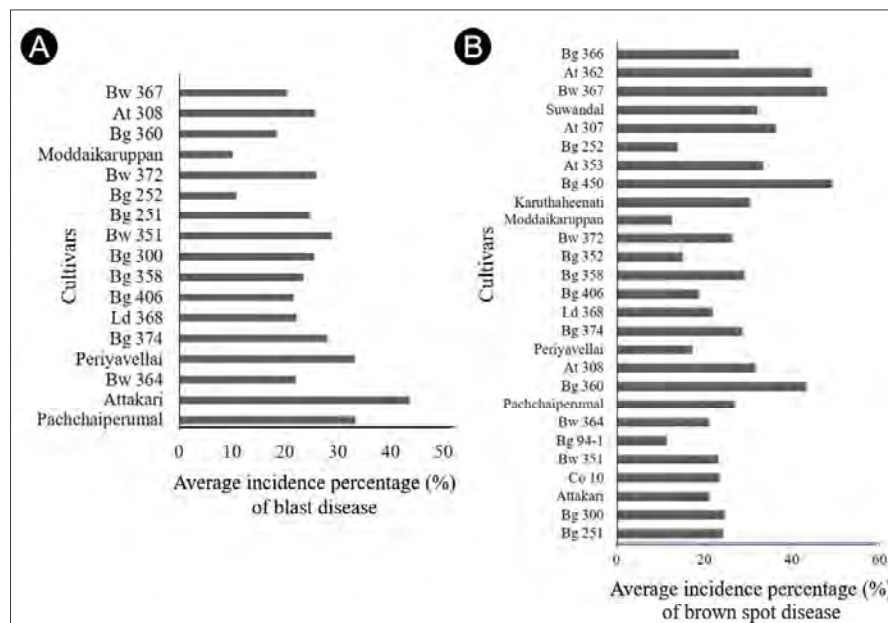 A
Cultivars
Bw 367
At 308
Bg 360
Moddaikaruppan
Bw 372
Bg 252
Bg 251
Bw 351
Bg 300
Bg 358
Bg 406
Ld 368
Bg 374
Periyavellai
Bw 364
Attakari
Pachchaiperumal
0 10 20 30 40 50
Average incidence percentage (%)
of blast disease
B
Cultivars
Bg 366
At 362
Bw 367
Suwandal
At 307
Bg 252
At 353
Bg 450
Karuthaheenati
Moddaikaruppan
Bw 372
Bg 352
Bg 358
Bg 406
Ld 368
Bg 374
Periyavellai
At 308
Bg 360
Pachchaiperumal
Bw 364
Bg 94-1
Bw 351
Co 10
Attakari
Bg 300
Bg 251
0 20 40 60
Average incidence percentage (%)
of brown spot disease